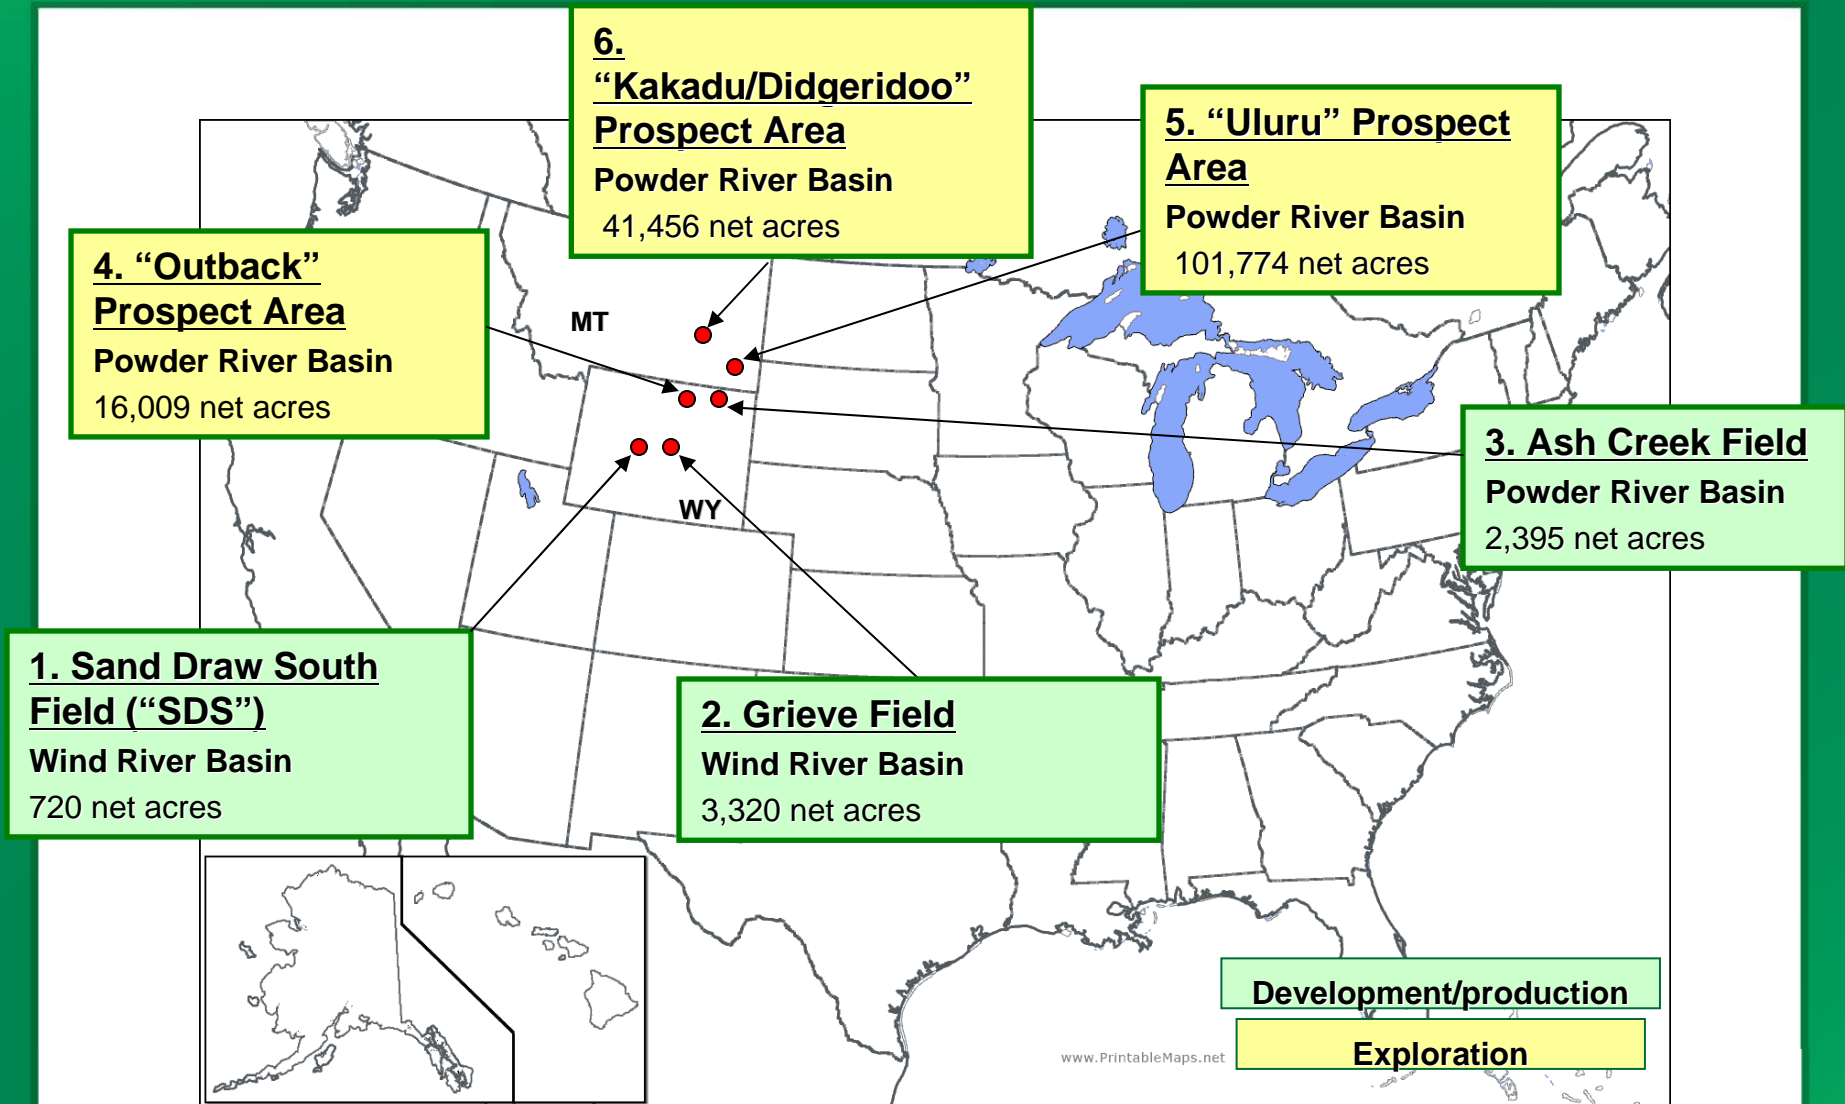 6.
“Kakadu/Didgeridoo”
Prospect Area
Powder River Basin
41,456 net acres
5. “Uluru” Prospect
Area
Powder River Basin
101,774 net acres
4. “Outback”
Prospect Area
Powder River Basin
16,009 net acres
MT
3. Ash Creek Field
Powder River Basin
2,395 net acres
WY
1. Sand Draw South
Field (“SDS”)
Wind River Basin
720 net acres
2. Grieve Field
Wind River Basin
3,320 net acres
Development/production
Exploration
www.PrintableMaps.net